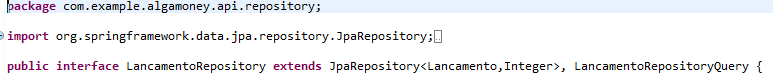 package com.example.algamoney.api.repository;
import org.springframework.data.jpa.repository.JpaRepository;
public interface LancamentoRepository extends JpaRepository<Lancamento,Integer>, LancamentoRepositoryQuery {